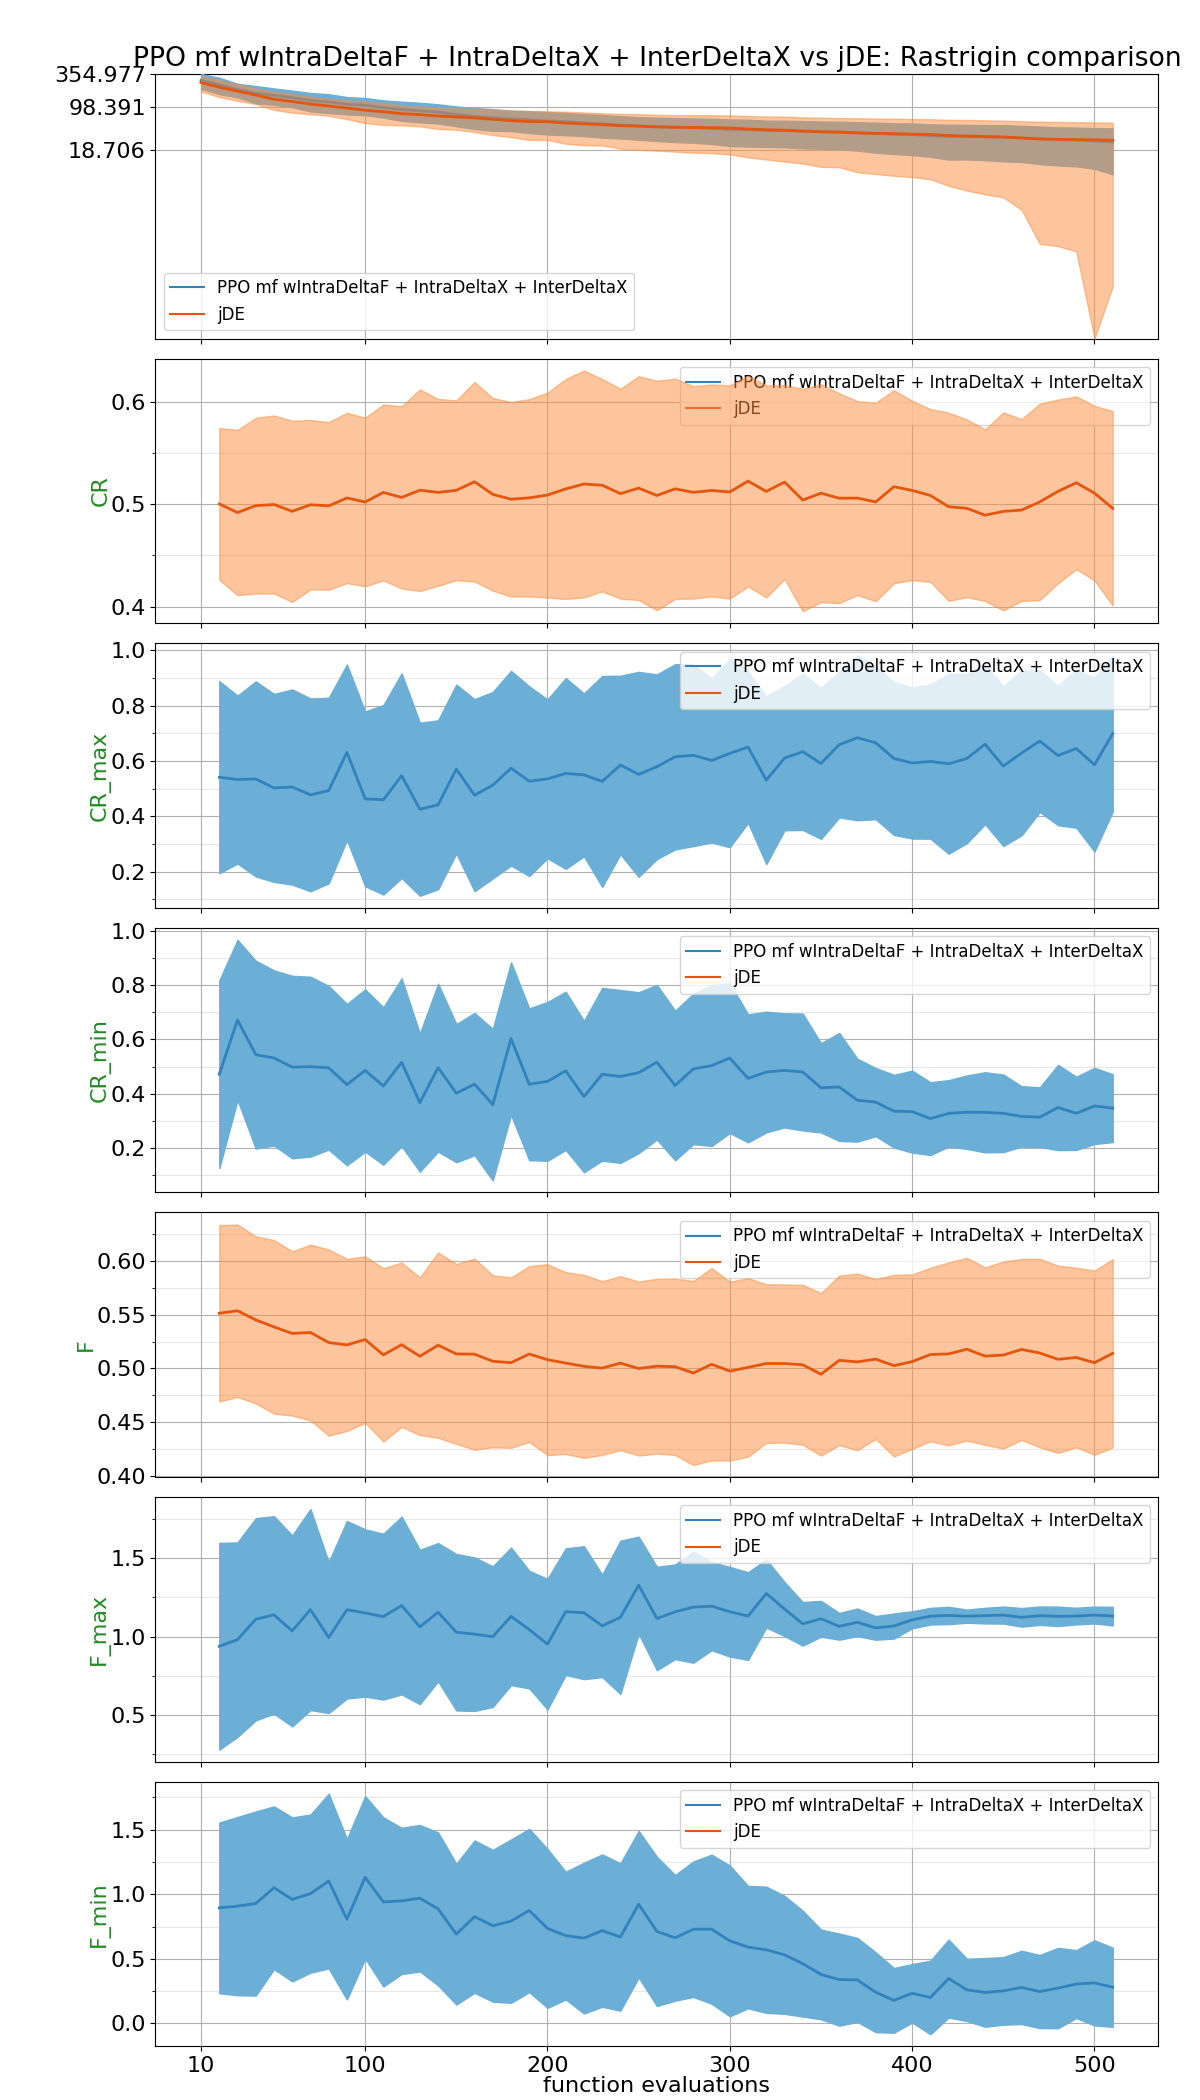 PPO mf wIntraDeltaF + IntraDeltaX + InterDeltaX vs jDE: Rastrigin comparison
354.977
98.391
18.706
PPO mf wIntraDeltaF + IntraDeltaX + InterDeltaX
jDE
PPO mf wIntraDeltaF + IntraDeltaX + InterDeltaX
jDE
0.6
0.5
0.4
CR
PPO mf wIntraDeltaF + IntraDeltaX + InterDeltaX
jDE
1.0
0.8
0.6
0.4
0.2
CR_max
PPO mf wIntraDeltaF + IntraDeltaX + InterDeltaX
jDE
1.0
0.8
0.6
0.4
0.2
CR_min
PPO mf wIntraDeltaF + IntraDeltaX + InterDeltaX
jDE
0.60
0.55
0.50
0.45
0.40
F
PPO mf wIntraDeltaF + IntraDeltaX + InterDeltaX
jDE
1.5
1.0
0.5
F_max
PPO mf wIntraDeltaF + IntraDeltaX + InterDeltaX
jDE
1.5
1.0
0.5
0.0
F_min
10 100 200 300 400 500
function evaluations